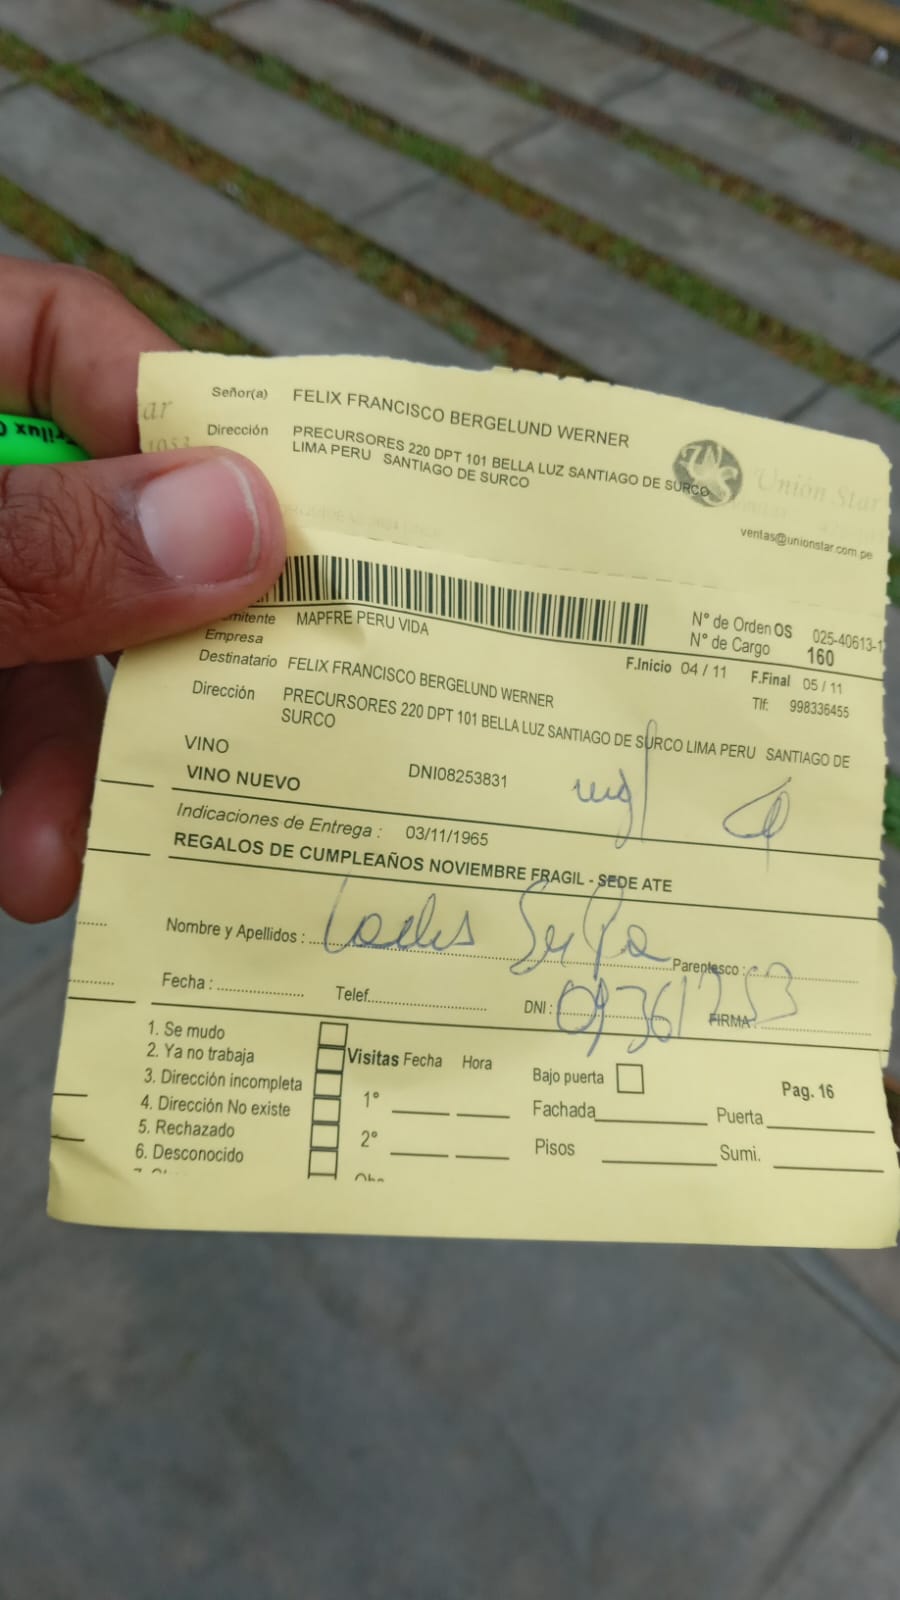 Señor(a) FELIX FRANCISCO BERGELUND WERNER
Dirección PRECURSORES 220 DPT 101 BELLA LUZ SANTIAGO DE SURCO
LIMA PERU SANTIAGO DE SURCO
ar
1053
Unión Star
ventas@unionstar.com.pe
N° de Orden OS 025-40613-1
Remitente MAPFRE PERU VIDA
N° de Cargo 160
Empresa
F.Inicio 04 / 11 F.Final 05 / 11
Destinatario FELIX FRANCISCO BERGELUND WERNER
Tlf: 998336455
Dirección PRECURSORES 220 DPT 101 BELLA LUZ SANTIAGO DE SURCO LIMA PERU SANTIAGO DE
SURCO
VINO
VINO NUEVO DNI08253831
Indicaciones de Entrega : 03/11/1965
REGALOS DE CUMPLEAÑOS NOVIEMBRE FRAGIL - SEDE ATE
Nombre y Apellidos : Parentesco :
Fecha : Telef. DNI : FIRMA :
1. Se mudo
2. Ya no trabaja
3. Dirección incompleta
4. Dirección No existe
5. Rechazado
6. Desconocido
Visitas Fecha Hora
1°
2°
Bajo puerta Pag. 16
Fachada Puerta
Pisos Sumi.